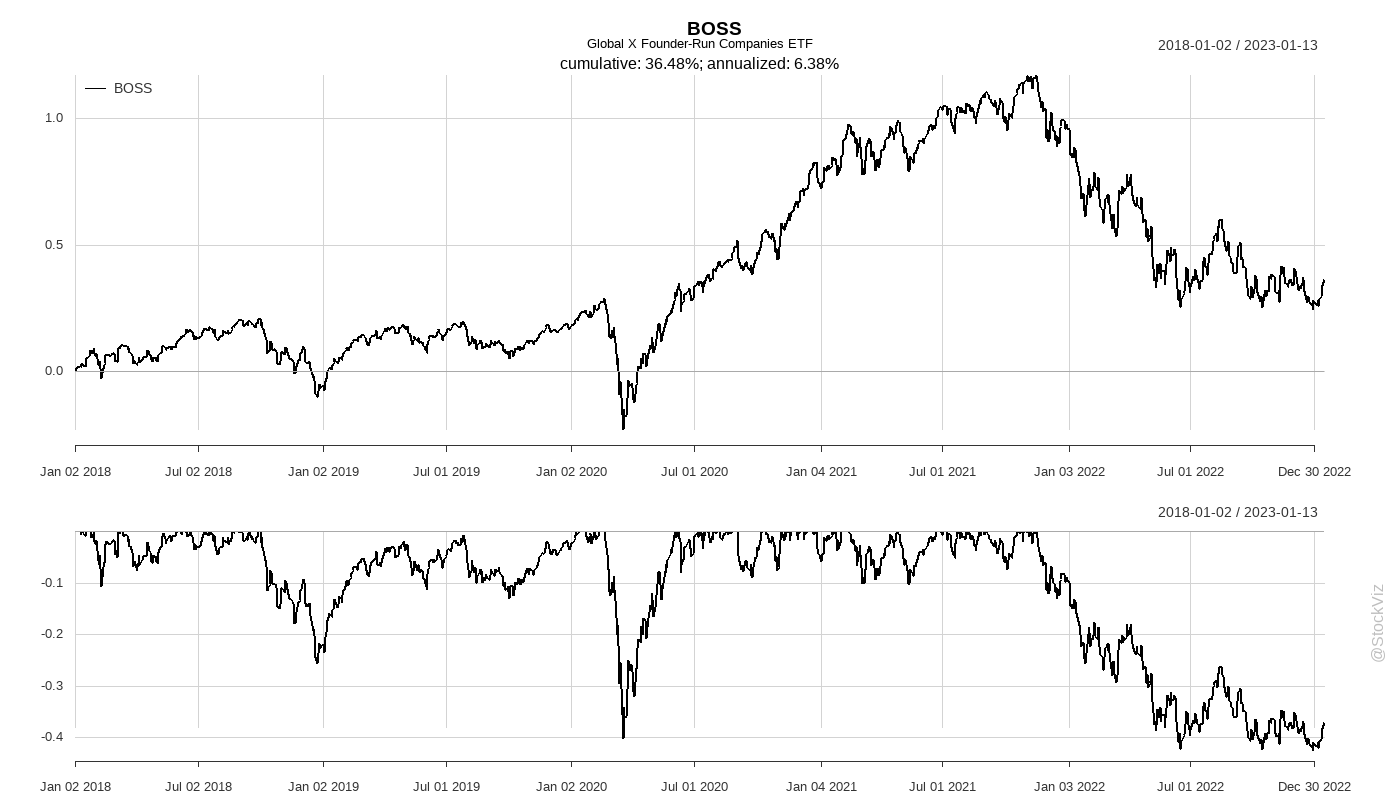 BOSS
Global X Founder-Run Companies ETF
cumulative: 36.48%; annualized: 6.38%
2018-01-02 / 2023-01-13
BOSS
1.0
0.5
0.0
Jan 02 2018 Jul 02 2018 Jan 02 2019 Jul 01 2019 Jan 02 2020 Jul 01 2020 Jan 04 2021 Jul 01 2021 Jan 03 2022 Jul 01 2022 Dec 30 2022
2018-01-02 / 2023-01-13
-0.1
-0.2
-0.3
-0.4
Jan 02 2018 Jul 02 2018 Jan 02 2019 Jul 01 2019 Jan 02 2020 Jul 01 2020 Jan 04 2021 Jul 01 2021 Jan 03 2022 Jul 01 2022 Dec 30 2022
@StockViz